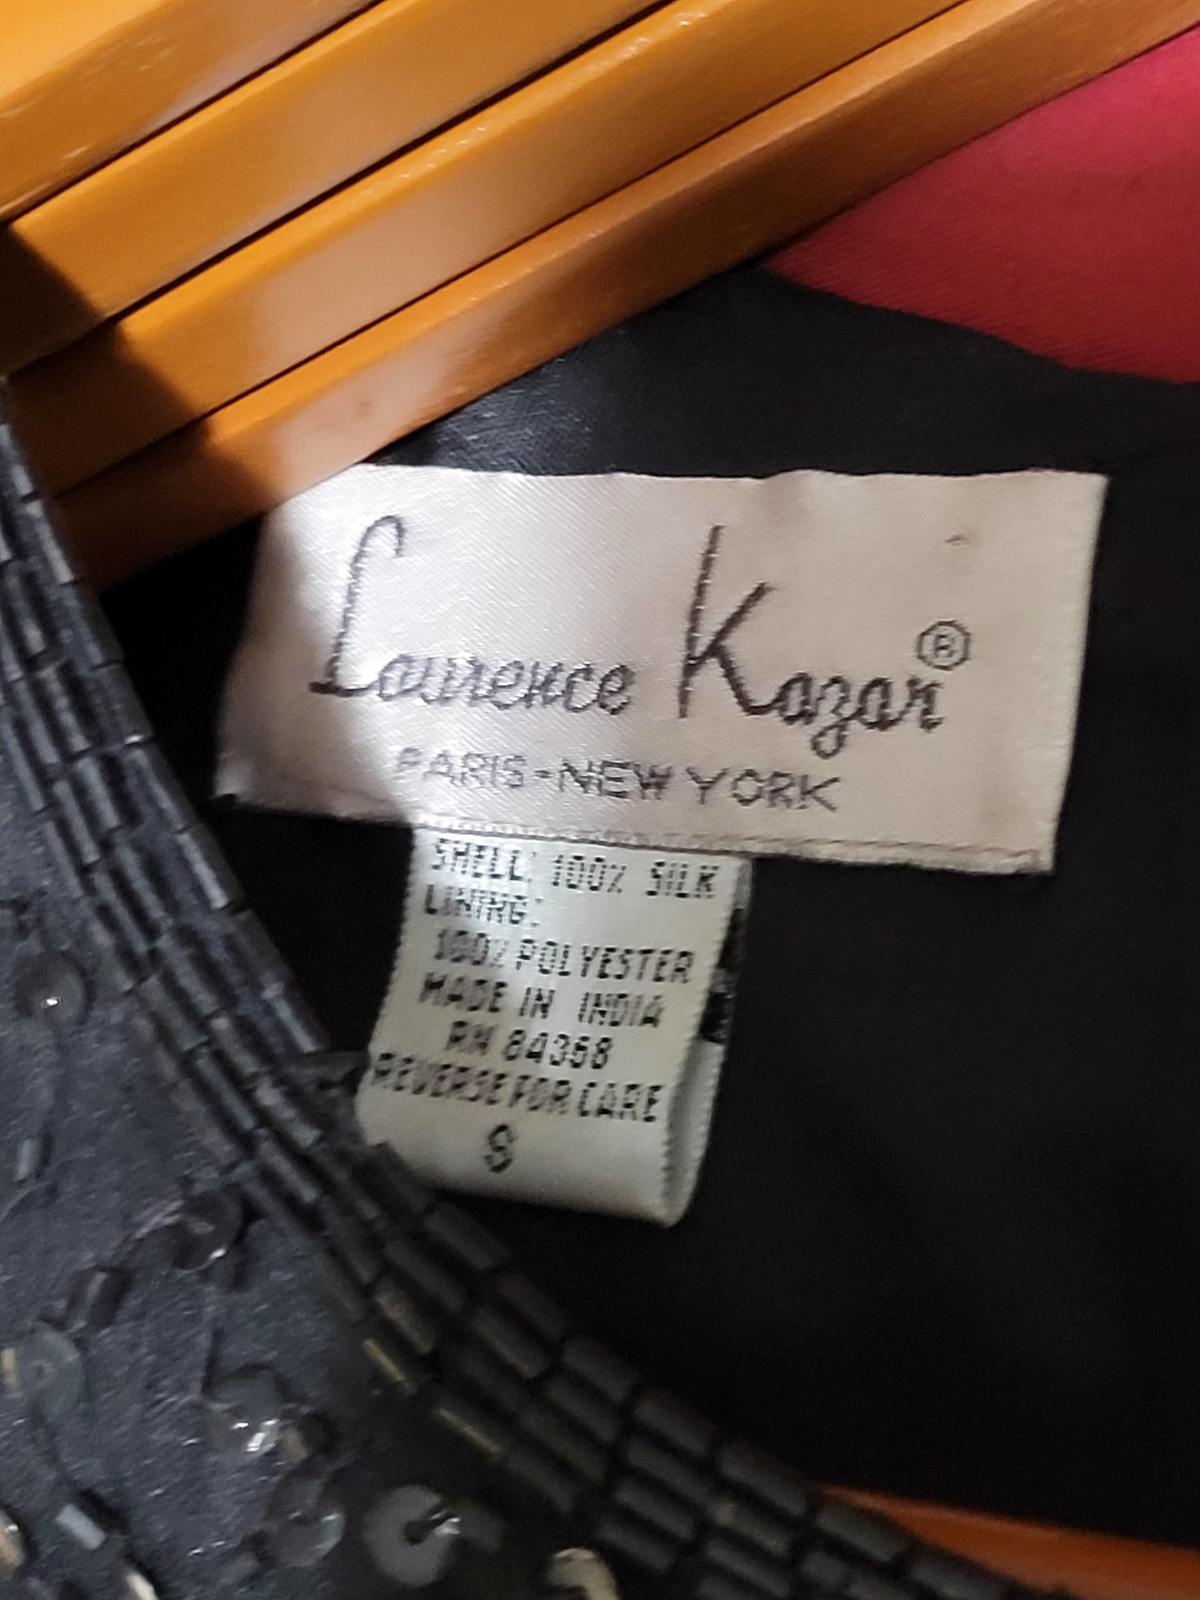 Laurence Kazar ®
PARIS-NEW YORK
SHELL: 100% SILK
LINING:
100% POLYESTER
MADE IN INDIA
RN 84368
REVERSE FOR CARE
S